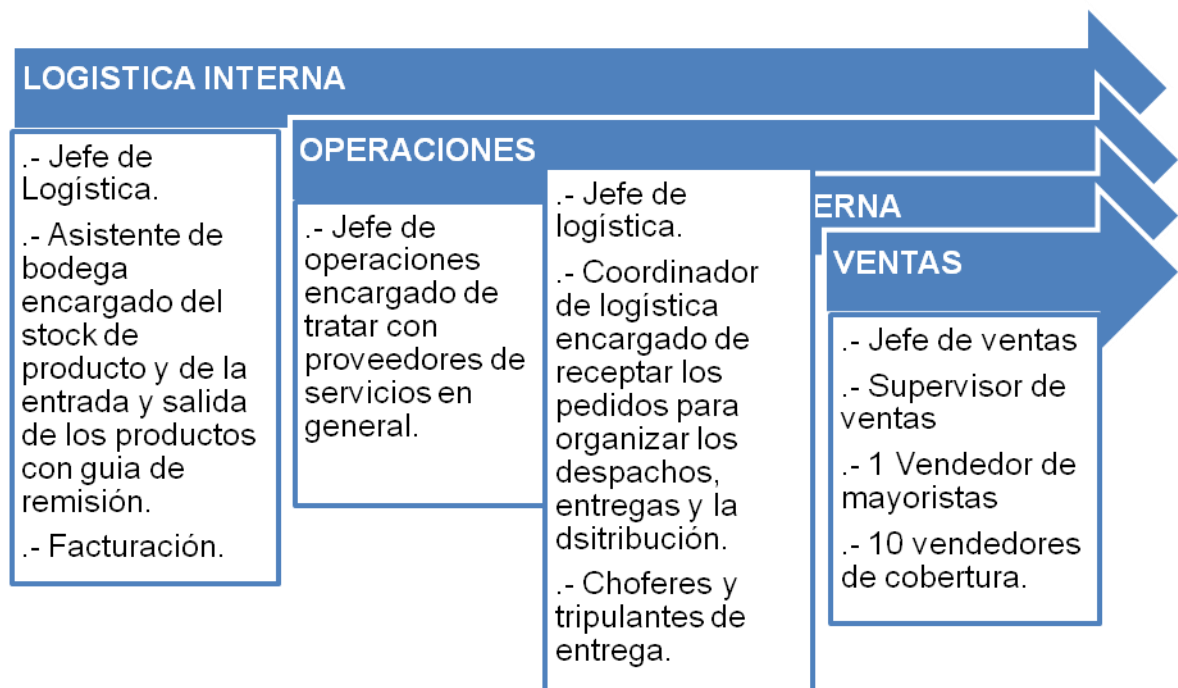 LOGISTICA INTERNA
.- Jefe de
Logística.
.- Asistente de
bodega
encargado del
stock de
producto y de la
entrada y salida
de los productos
con guia de
remisión.
.- Facturación.
OPERACIONES
.- Jefe de
operaciones
encargado de
tratar con
proveedores de
servicios en
general.
ERNA
.- Jefe de
logística.
.- Coordinador
de logística
encargado de
receptar los
pedidos para
organizar los
despachos,
entregas y la
dsitribución.
.- Choferes y
tripulantes de
entrega.
VENTAS
.- Jefe de ventas
.- Supervisor de
ventas
.- 1 Vendedor de
mayoristas
.- 10 vendedores
de cobertura.